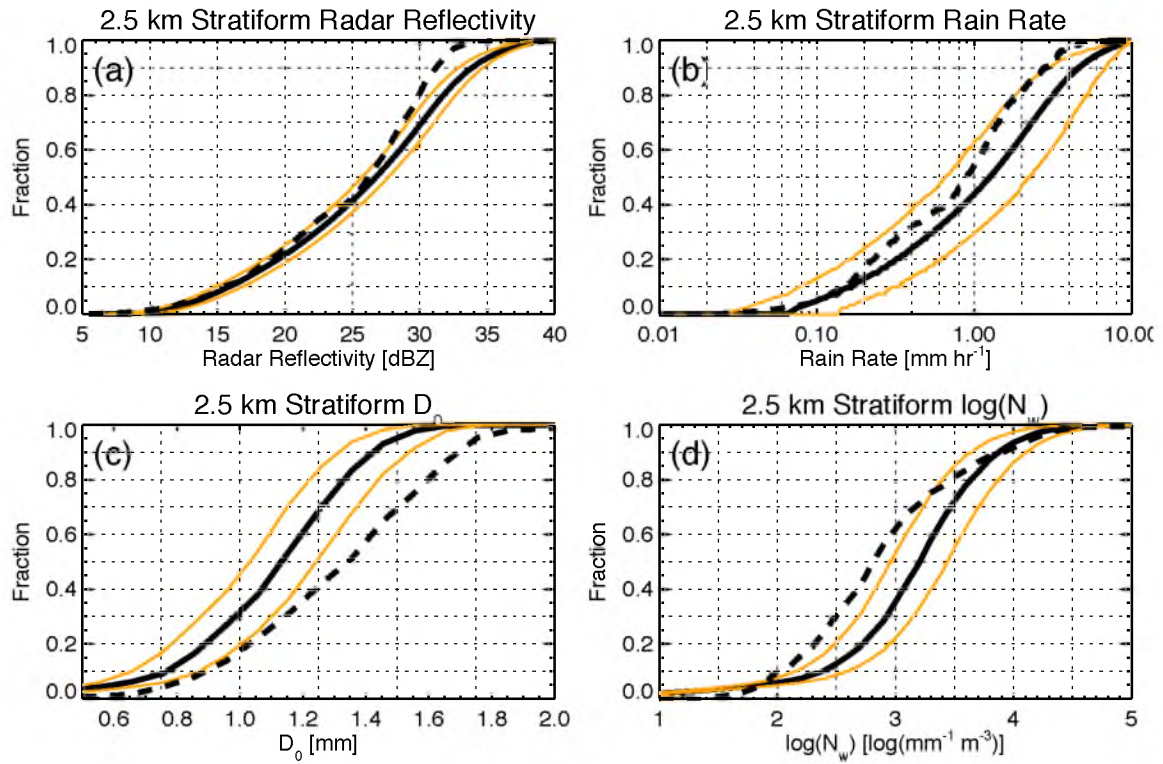 2.5 km Stratiform Radar Reflectivity
(a)
Fraction
1.0
0.8
0.6
0.4
0.2
0.0
5 10 15 20 25 30 35 40
Radar Reflectivity [dBZ]
2.5 km Stratiform Rain Rate
(b)
Fraction
1.0
0.8
0.6
0.4
0.2
0.0
0.01 0.10 1.00 10.00
Rain Rate [mm hr⁻¹]
2.5 km Stratiform D₀
(c)
Fraction
1.0
0.8
0.6
0.4
0.2
0.0
0.6 0.8 1.0 1.2 1.4 1.6 1.8 2.0
D₀ [mm]
2.5 km Stratiform log(N_w)
(d)
Fraction
1.0
0.8
0.6
0.4
0.2
0.0
1 2 3 4 5
log(N_w) [log(mm⁻¹ m⁻³)]